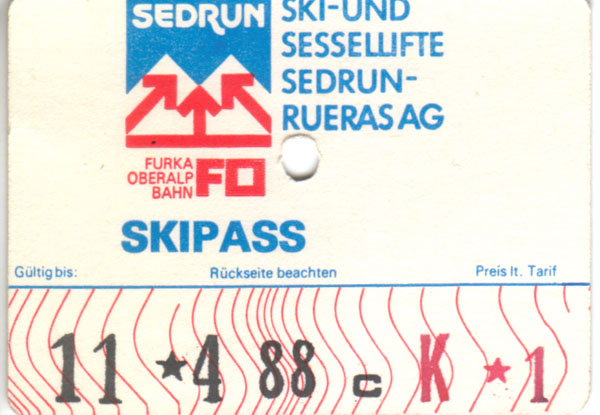 SEDRUN
SKI-UND
SESSELLIFTE
SEDRUN-
RUERAS AG
FURKA
OBERALP
BAHN
FO
SKIPASS
Gültig bis: Rückseite beachten Preis lt. Tarif
11 *4 88 c K *1